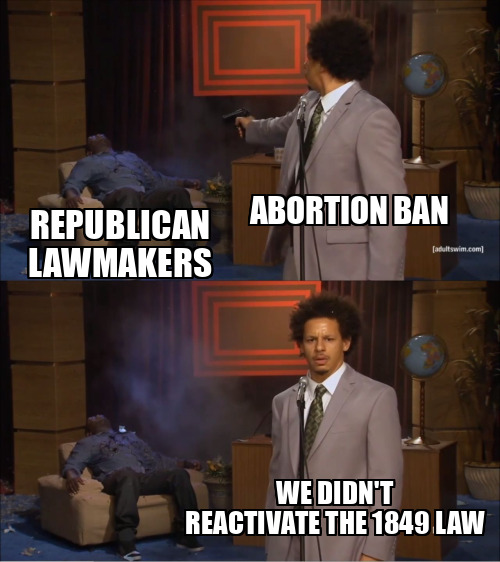 ABORTION BAN
REPUBLICAN
LAWMAKERS
[adultswim.com]
WE DIDN'T
REACTIVATE THE 1849 LAW